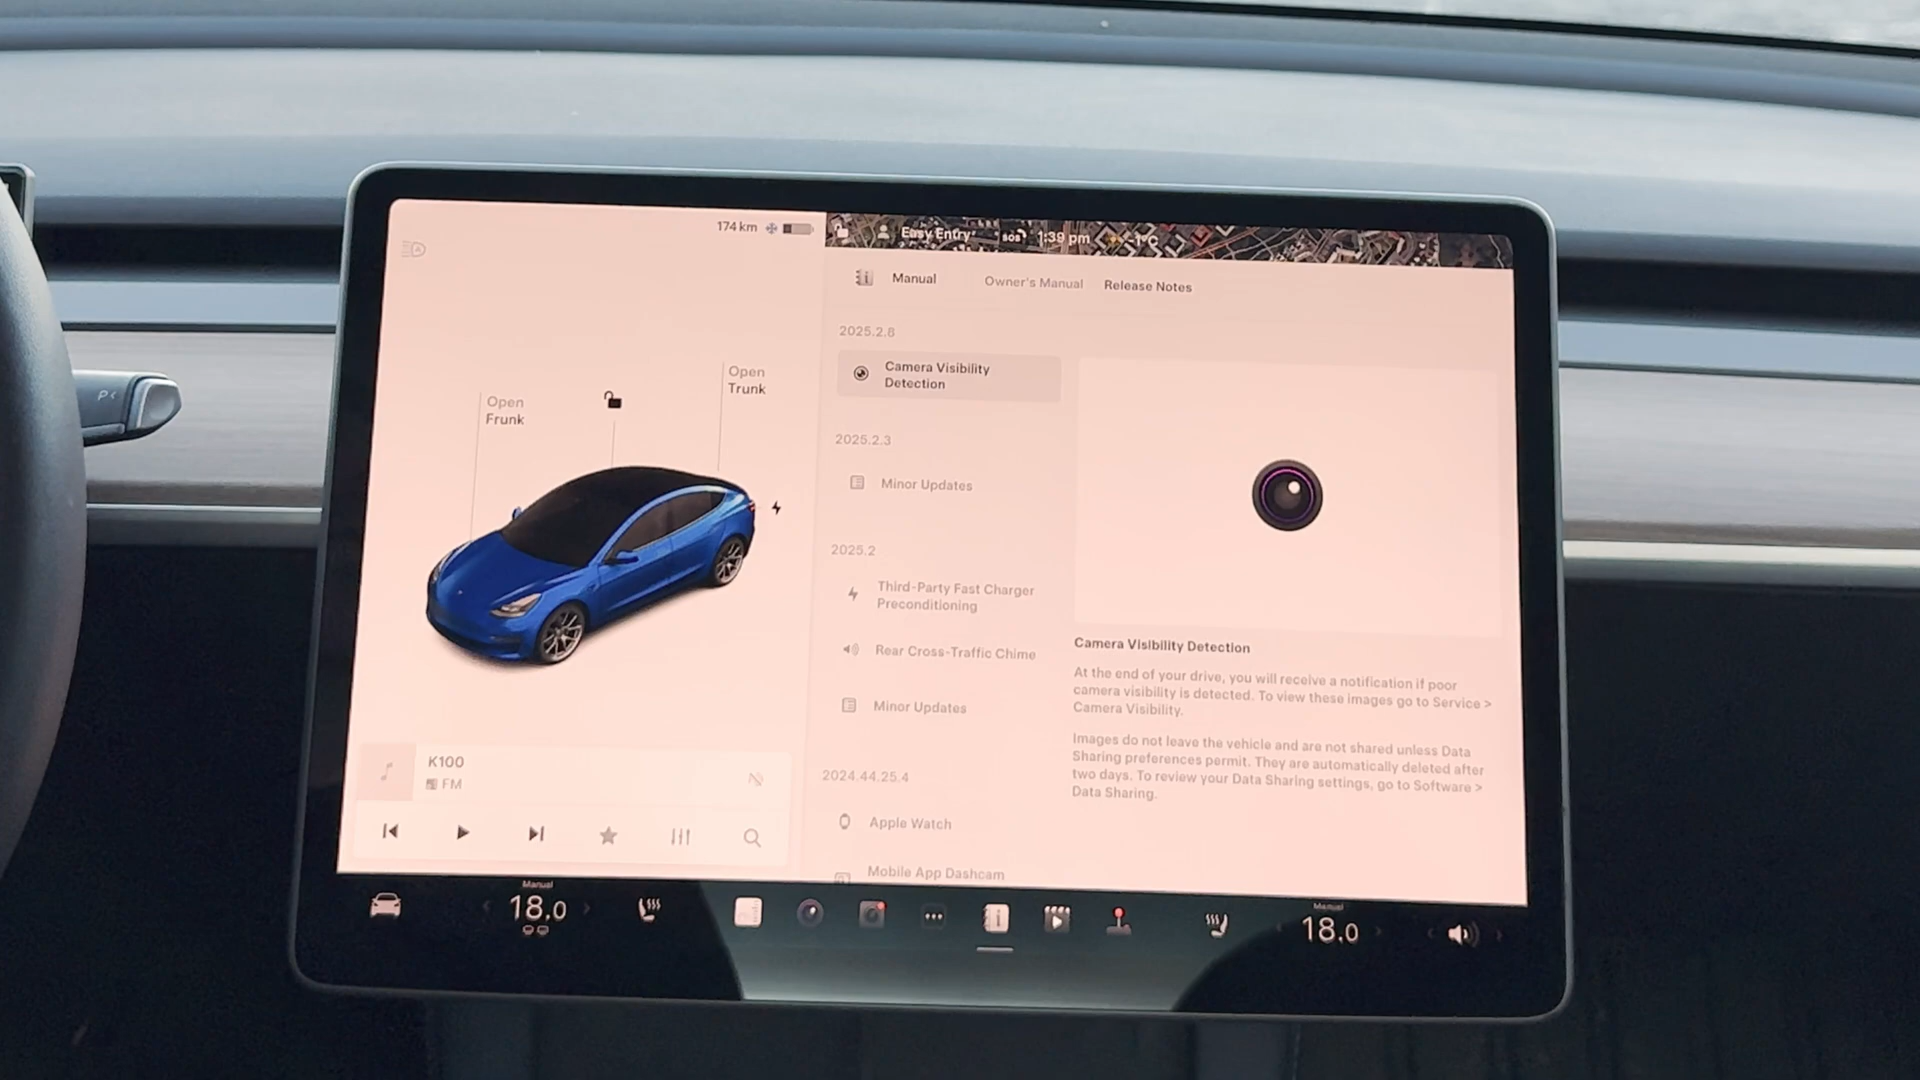 174 km
Easy Entry
SOS
1:39 pm
-1°C
Manual
Owner's Manual
Release Notes
Open
Frunk
Open
Trunk
2025.2.8
Camera Visibility
Detection
2025.2.3
Minor Updates
2025.2
Third-Party Fast Charger
Preconditioning
Rear Cross-Traffic Chime
Minor Updates
2024.44.25.4
Apple Watch
Mobile App Dashcam
Camera Visibility Detection
At the end of your drive, you will receive a notification if poor
camera visibility is detected. To view these images go to Service >
Camera Visibility.
Images do not leave the vehicle and are not shared unless Data
Sharing preferences permit. They are automatically deleted after
two days. To review your Data Sharing settings, go to Software >
Data Sharing.
K100
FM
Manual
18.0
Manual
18.0
P